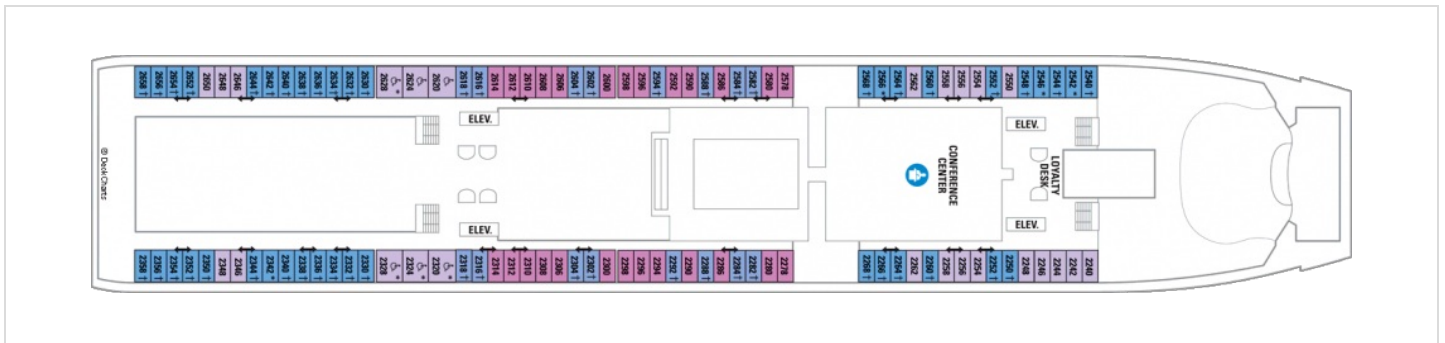 2658↑ 2656↑ 2654↑ 2652↑ 2650 2648 2646 2644↑ 2642↑ 2640↑ 2638↑ 2636↑ 2634↑ 2632↑ 2630 2628 2624 2620 2618↑ 2616↑ 2614 2612 2610 2608 2606 2604↑ 2602↑ 2600 2598 2596 2594↑ 2592 2590 2588↑ 2586 2584↑ 2582↑ 2580 2578 2568↑ 2566* 2564↑ 2562 2560↑ 2558 2556 2554 2552↑ 2550 2548↑ 2546* 2544↑ 2542* 2540↑
ELEV.
ELEV.
© DeckCharts
CONFERENCE
CENTER
LOYALTY
DESK
ELEV.
ELEV.
2358↑ 2356↑ 2354↑ 2352↑ 2350↑ 2348 2346 2344↑ 2342* 2340↑ 2338↑ 2336↑ 2334↑ 2332↑ 2330↑ 2328* 2324* 2320* 2318↑ 2316↑ 2314 2312 2310 2308 2306 2304↑ 2302↑ 2300 2298 2296 2294 2292↑ 2290 2288↑ 2286 2284↑ 2282↑ 2280 2278 2268↑ 2266↑ 2264↑ 2262 2260↑ 2258 2256 2254 2252↑ 2250↑ 2248 2246 2244 2242 2240